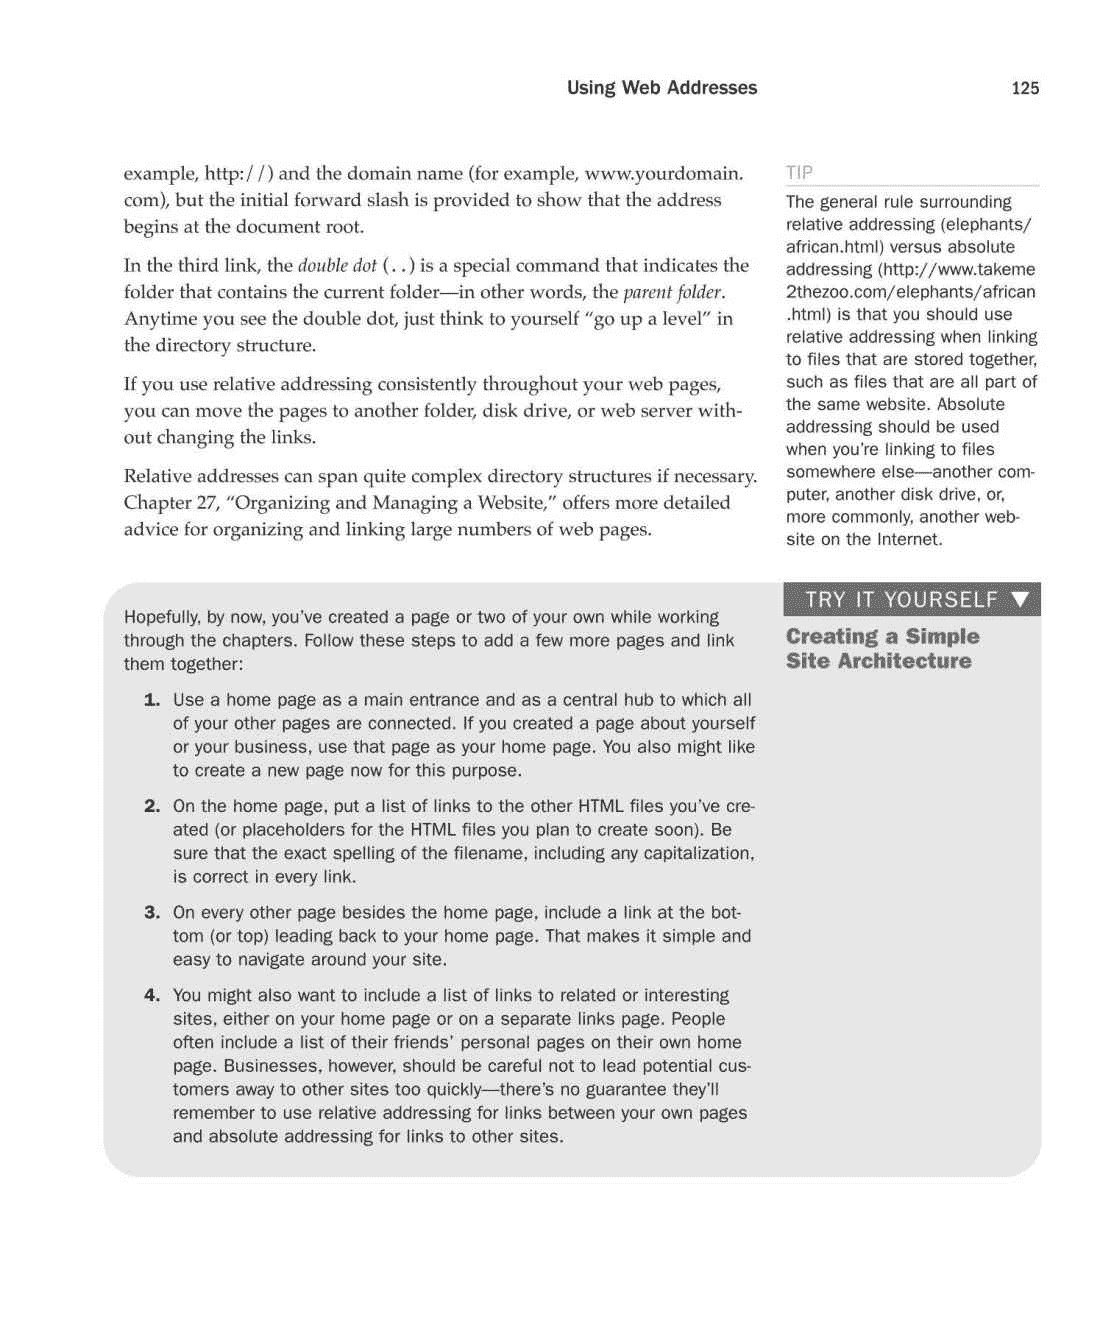 Using Web Addresses
125
example, http://) and the domain name (for example, www.yourdomain.
com), but the initial forward slash is provided to show that the address
begins at the document root.
In the third link, the double dot (..) is a special command that indicates the
folder that contains the current folder—in other words, the parent folder.
Anytime you see the double dot, just think to yourself “go up a level” in
the directory structure.
If you use relative addressing consistently throughout your web pages,
you can move the pages to another folder, disk drive, or web server with-
out changing the links.
Relative addresses can span quite complex directory structures if necessary.
Chapter 27, “Organizing and Managing a Website,” offers more detailed
advice for organizing and linking large numbers of web pages.
TIP
The general rule surrounding
relative addressing (elephants/
african.html) versus absolute
addressing (http://www.takeme
2thezoo.com/elephants/african
.html) is that you should use
relative addressing when linking
to files that are stored together,
such as files that are all part of
the same website. Absolute
addressing should be used
when you’re linking to files
somewhere else—another com-
puter, another disk drive, or,
more commonly, another web-
site on the Internet.
TRY IT YOURSELF ▼
Creating a Simple
Site Architecture
Hopefully, by now, you’ve created a page or two of your own while working
through the chapters. Follow these steps to add a few more pages and link
them together:
1. Use a home page as a main entrance and as a central hub to which all
of your other pages are connected. If you created a page about yourself
or your business, use that page as your home page. You also might like
to create a new page now for this purpose.
2. On the home page, put a list of links to the other HTML files you’ve cre-
ated (or placeholders for the HTML files you plan to create soon). Be
sure that the exact spelling of the filename, including any capitalization,
is correct in every link.
3. On every other page besides the home page, include a link at the bot-
tom (or top) leading back to your home page. That makes it simple and
easy to navigate around your site.
4. You might also want to include a list of links to related or interesting
sites, either on your home page or on a separate links page. People
often include a list of their friends’ personal pages on their own home
page. Businesses, however, should be careful not to lead potential cus-
tomers away to other sites too quickly—there’s no guarantee they’ll
remember to use relative addressing for links between your own pages
and absolute addressing for links to other sites.